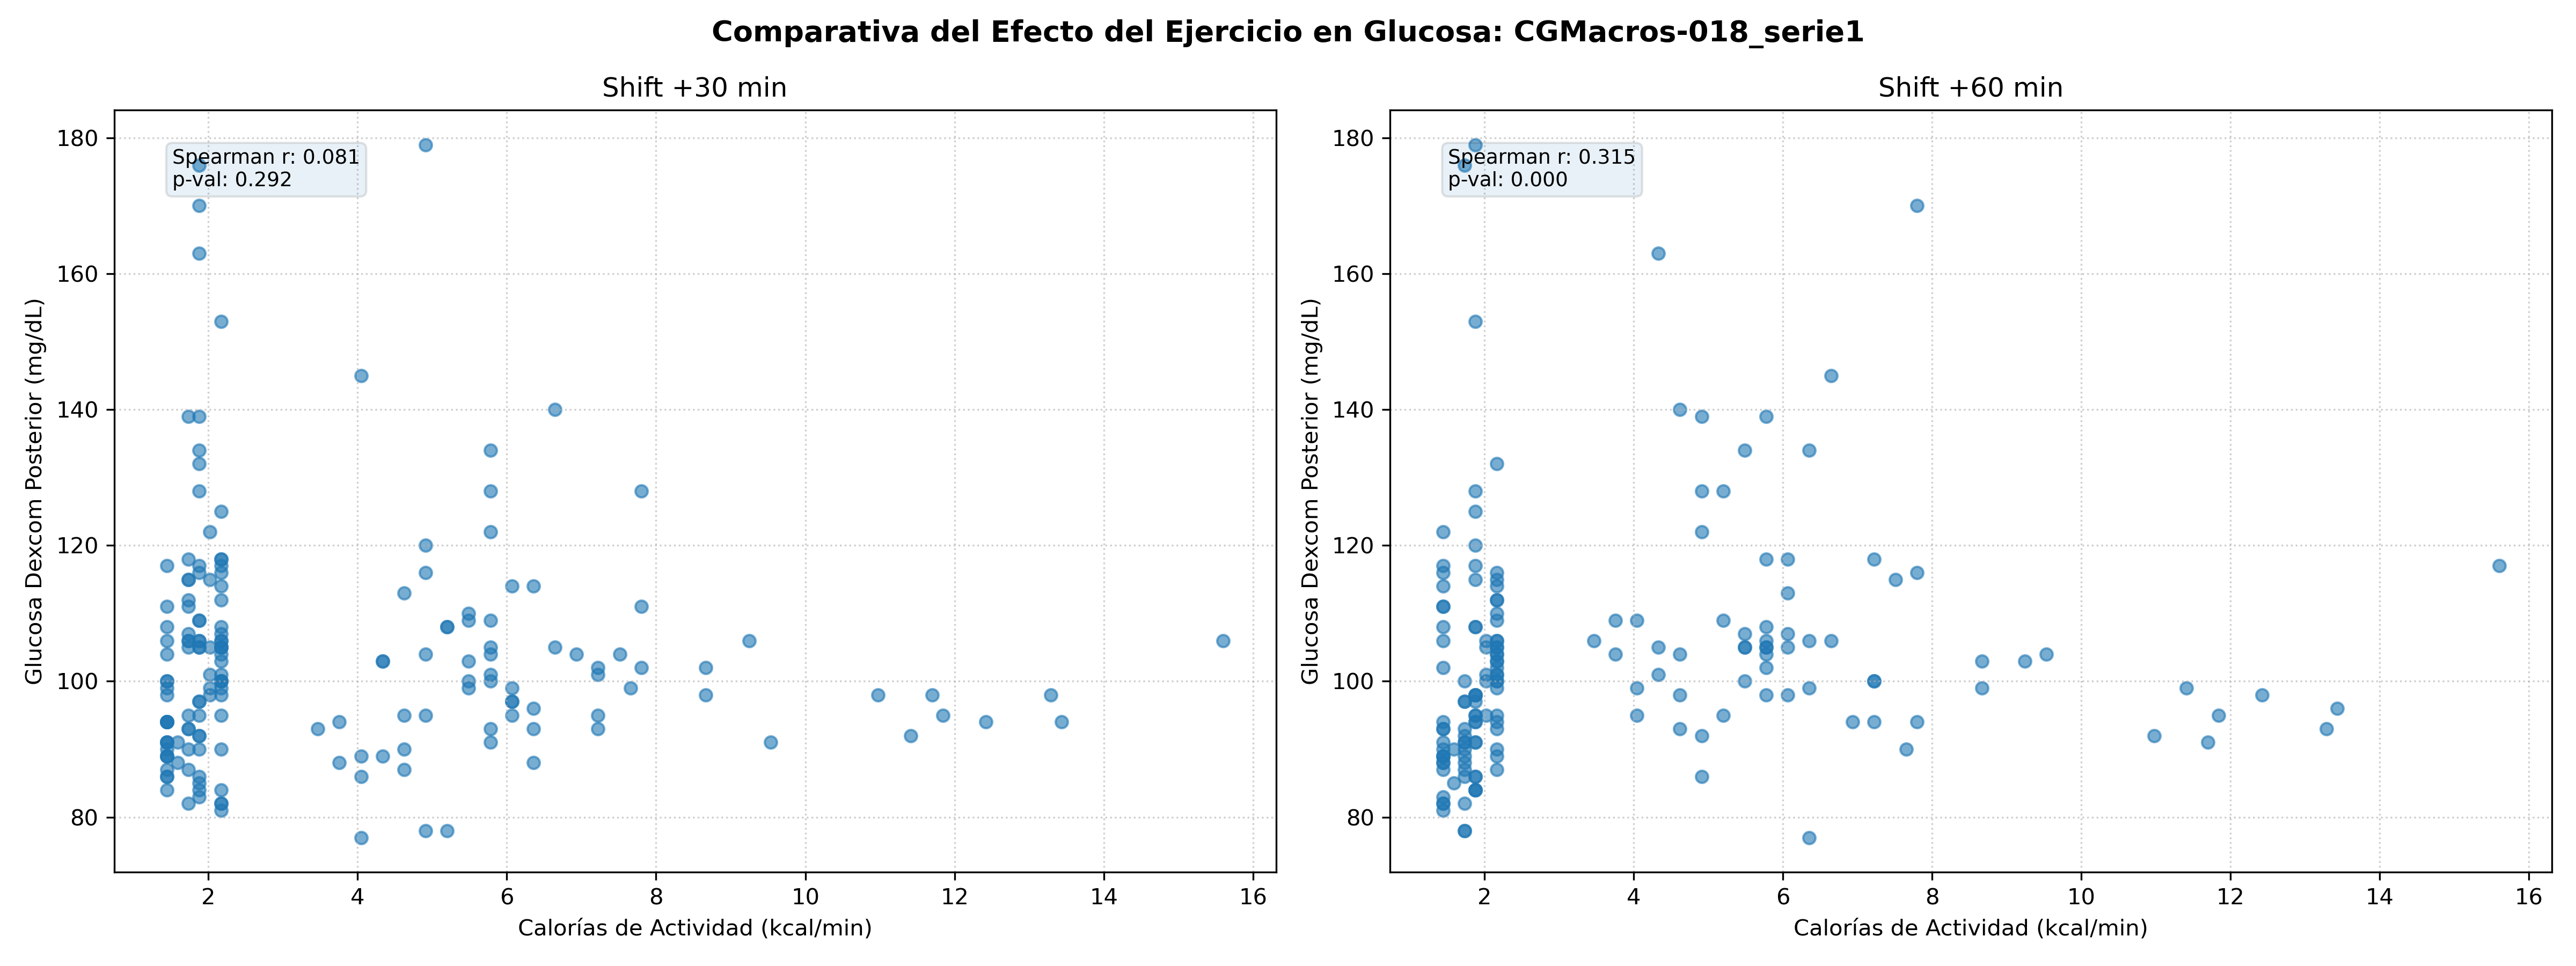 Comparativa del Efecto del Ejercicio en Glucosa: CGMacros-018_serie1
Shift +30 min
180
160
140
120
100
80
Glucosa Dexcom Posterior (mg/dL)
Spearman r: 0.081
p-val: 0.292
2 4 6 8 10 12 14 16
Calorías de Actividad (kcal/min)
Shift +60 min
180
160
140
120
100
80
Glucosa Dexcom Posterior (mg/dL)
Spearman r: 0.315
p-val: 0.000
2 4 6 8 10 12 14 16
Calorías de Actividad (kcal/min)